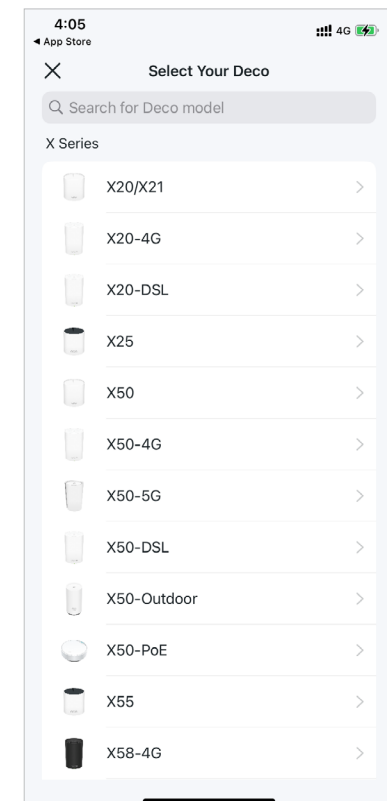 4:05
4G
App Store
Select Your Deco
Search for Deco model
X Series
X20/X21
X20-4G
X20-DSL
X25
X50
X50-4G
X50-5G
X50-DSL
X50-Outdoor
X50-PoE
X55
X58-4G